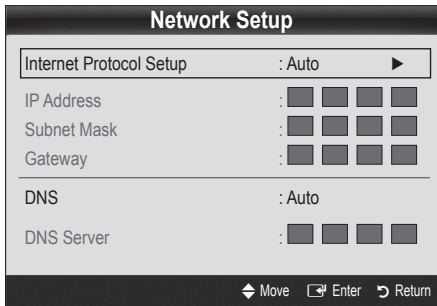 Network Setup
Internet Protocol Setup : Auto ▶
IP Address :
Subnet Mask :
Gateway :
DNS : Auto
DNS Server :
Move Enter Return